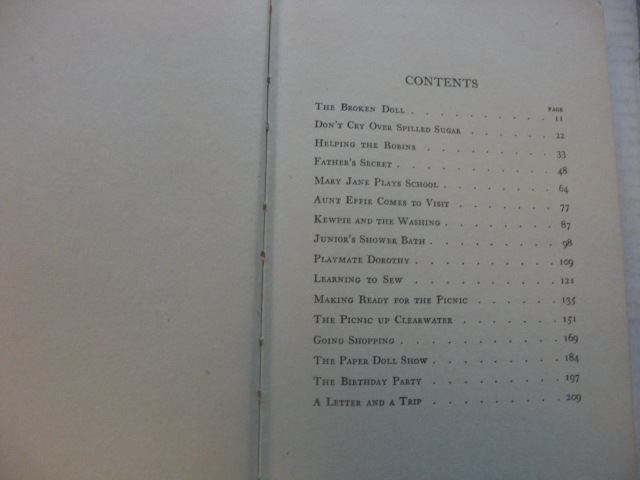 CONTENTS
PAGE
THE BROKEN DOLL . . . . . . . . . . 11
DON'T CRY OVER SPILLED SUGAR . . . . . . 22
HELPING THE ROBINS . . . . . . . . . 33
FATHER'S SECRET . . . . . . . . . . . 48
MARY JANE PLAYS SCHOOL . . . . . . . . 64
AUNT EFFIE COMES TO VISIT . . . . . . . 77
KEWPIE AND THE WASHING . . . . . . . . 87
JUNIOR'S SHOWER BATH . . . . . . . . . 98
PLAYMATE DOROTHY . . . . . . . . . . 109
LEARNING TO SEW . . . . . . . . . . 121
MAKING READY FOR THE PICNIC . . . . . . 135
THE PICNIC UP CLEARWATER . . . . . . . 151
GOING SHOPPING . . . . . . . . . . . 169
THE PAPER DOLL SHOW . . . . . . . . . 184
THE BIRTHDAY PARTY . . . . . . . . . 197
A LETTER AND A TRIP . . . . . . . . . 209